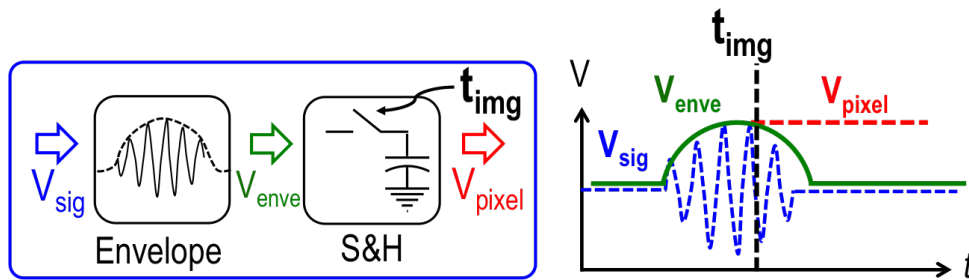 t_img
V_sig
V_enve
V_pixel
Envelope
S&H
t_img
V
V_enve
V_pixel
V_sig
t